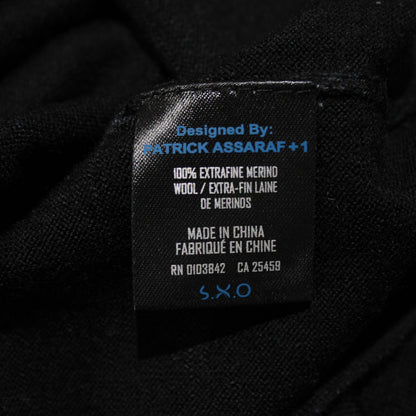 Designed By:
PATRICK ASSARAF +1
100% EXTRAFINE MERINO
WOOL / EXTRA-FIN LAINE
DE MERINOS
MADE IN CHINA
FABRIQUÉ EN CHINE
RN 0103842 CA 25459
S.X.O